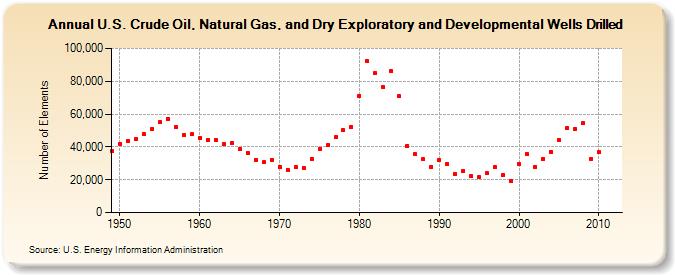 Annual U.S. Crude Oil, Natural Gas, and Dry Exploratory and Developmental Wells Drilled
Number of Elements
100,000
80,000
60,000
40,000
20,000
0
1950 1960 1970 1980 1990 2000 2010
Source: U.S. Energy Information Administration